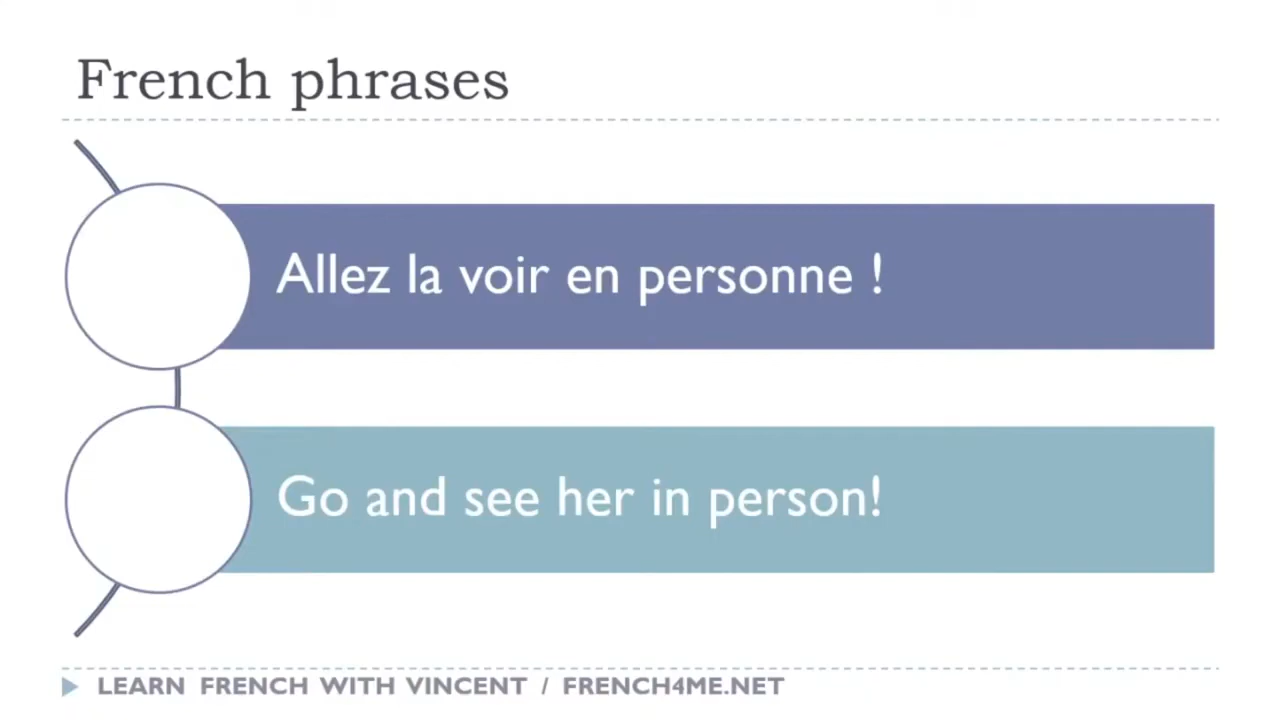 French phrases
Allez la voir en personne !
Go and see her in person!
LEARN FRENCH WITH VINCENT / FRENCH4ME.NET